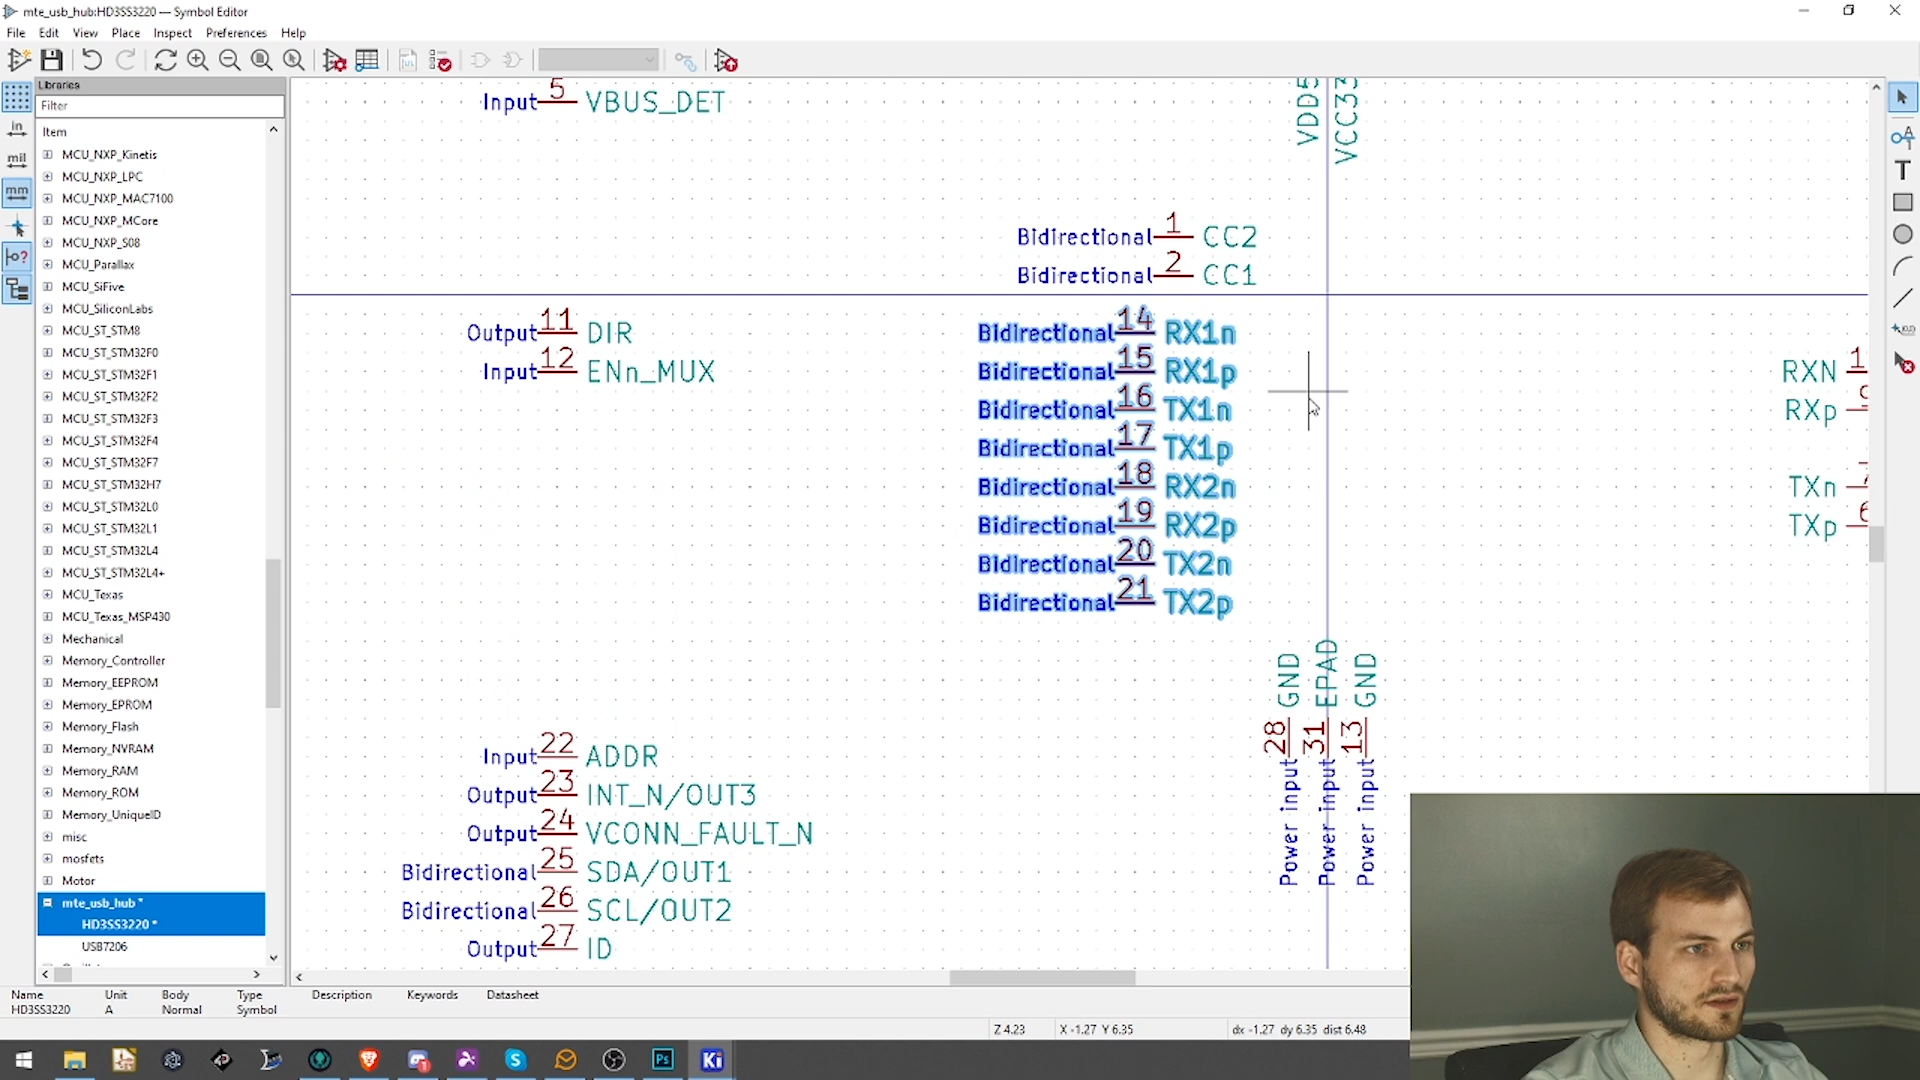 mte_usb_hub:HD3SS3220 — Symbol Editor
File Edit View Place Inspect Preferences Help
Libraries
Filter
in
mil
mm
Item
MCU_NXP_Kinetis
MCU_NXP_LPC
MCU_NXP_MAC7100
MCU_NXP_MCore
MCU_NXP_S08
MCU_Parallax
MCU_SiFive
MCU_SiliconLabs
MCU_ST_STM8
MCU_ST_STM32F0
MCU_ST_STM32F1
MCU_ST_STM32F2
MCU_ST_STM32F3
MCU_ST_STM32F4
MCU_ST_STM32F7
MCU_ST_STM32H7
MCU_ST_STM32L0
MCU_ST_STM32L1
MCU_ST_STM32L4
MCU_ST_STM32L4+
MCU_Texas
MCU_Texas_MSP430
Mechanical
Memory_Controller
Memory_EEPROM
Memory_EPROM
Memory_Flash
Memory_NVRAM
Memory_RAM
Memory_ROM
Memory_UniqueID
misc
mosfets
Motor
mte_usb_hub *
HD3SS3220 *
USB7206
Input 5 VBUS_DET
VDD5
VCC33
Bidirectional 1 CC2
Bidirectional 2 CC1
Output 11 DIR
Input 12 ENn_MUX
Bidirectional 14 RX1n
Bidirectional 15 RX1p
Bidirectional 16 TX1n
Bidirectional 17 TX1p
Bidirectional 18 RX2n
Bidirectional 19 RX2p
Bidirectional 20 TX2n
Bidirectional 21 TX2p
RXN 1
RXp
TXn
TXp 6
GND 28 Power input
EPAD 31 Power input
GND 13 Power input
Input 22 ADDR
Output 23 INT_N/OUT3
Output 24 VCONN_FAULT_N
Bidirectional 25 SDA/OUT1
Bidirectional 26 SCL/OUT2
Output 27 ID
Name Unit Body Type Description Keywords Datasheet
HD3SS3220 A Normal Symbol
Z 4.23 X -1.27 Y 6.35 dx -1.27 dy 6.35 dist 6.48
Ps
Ki